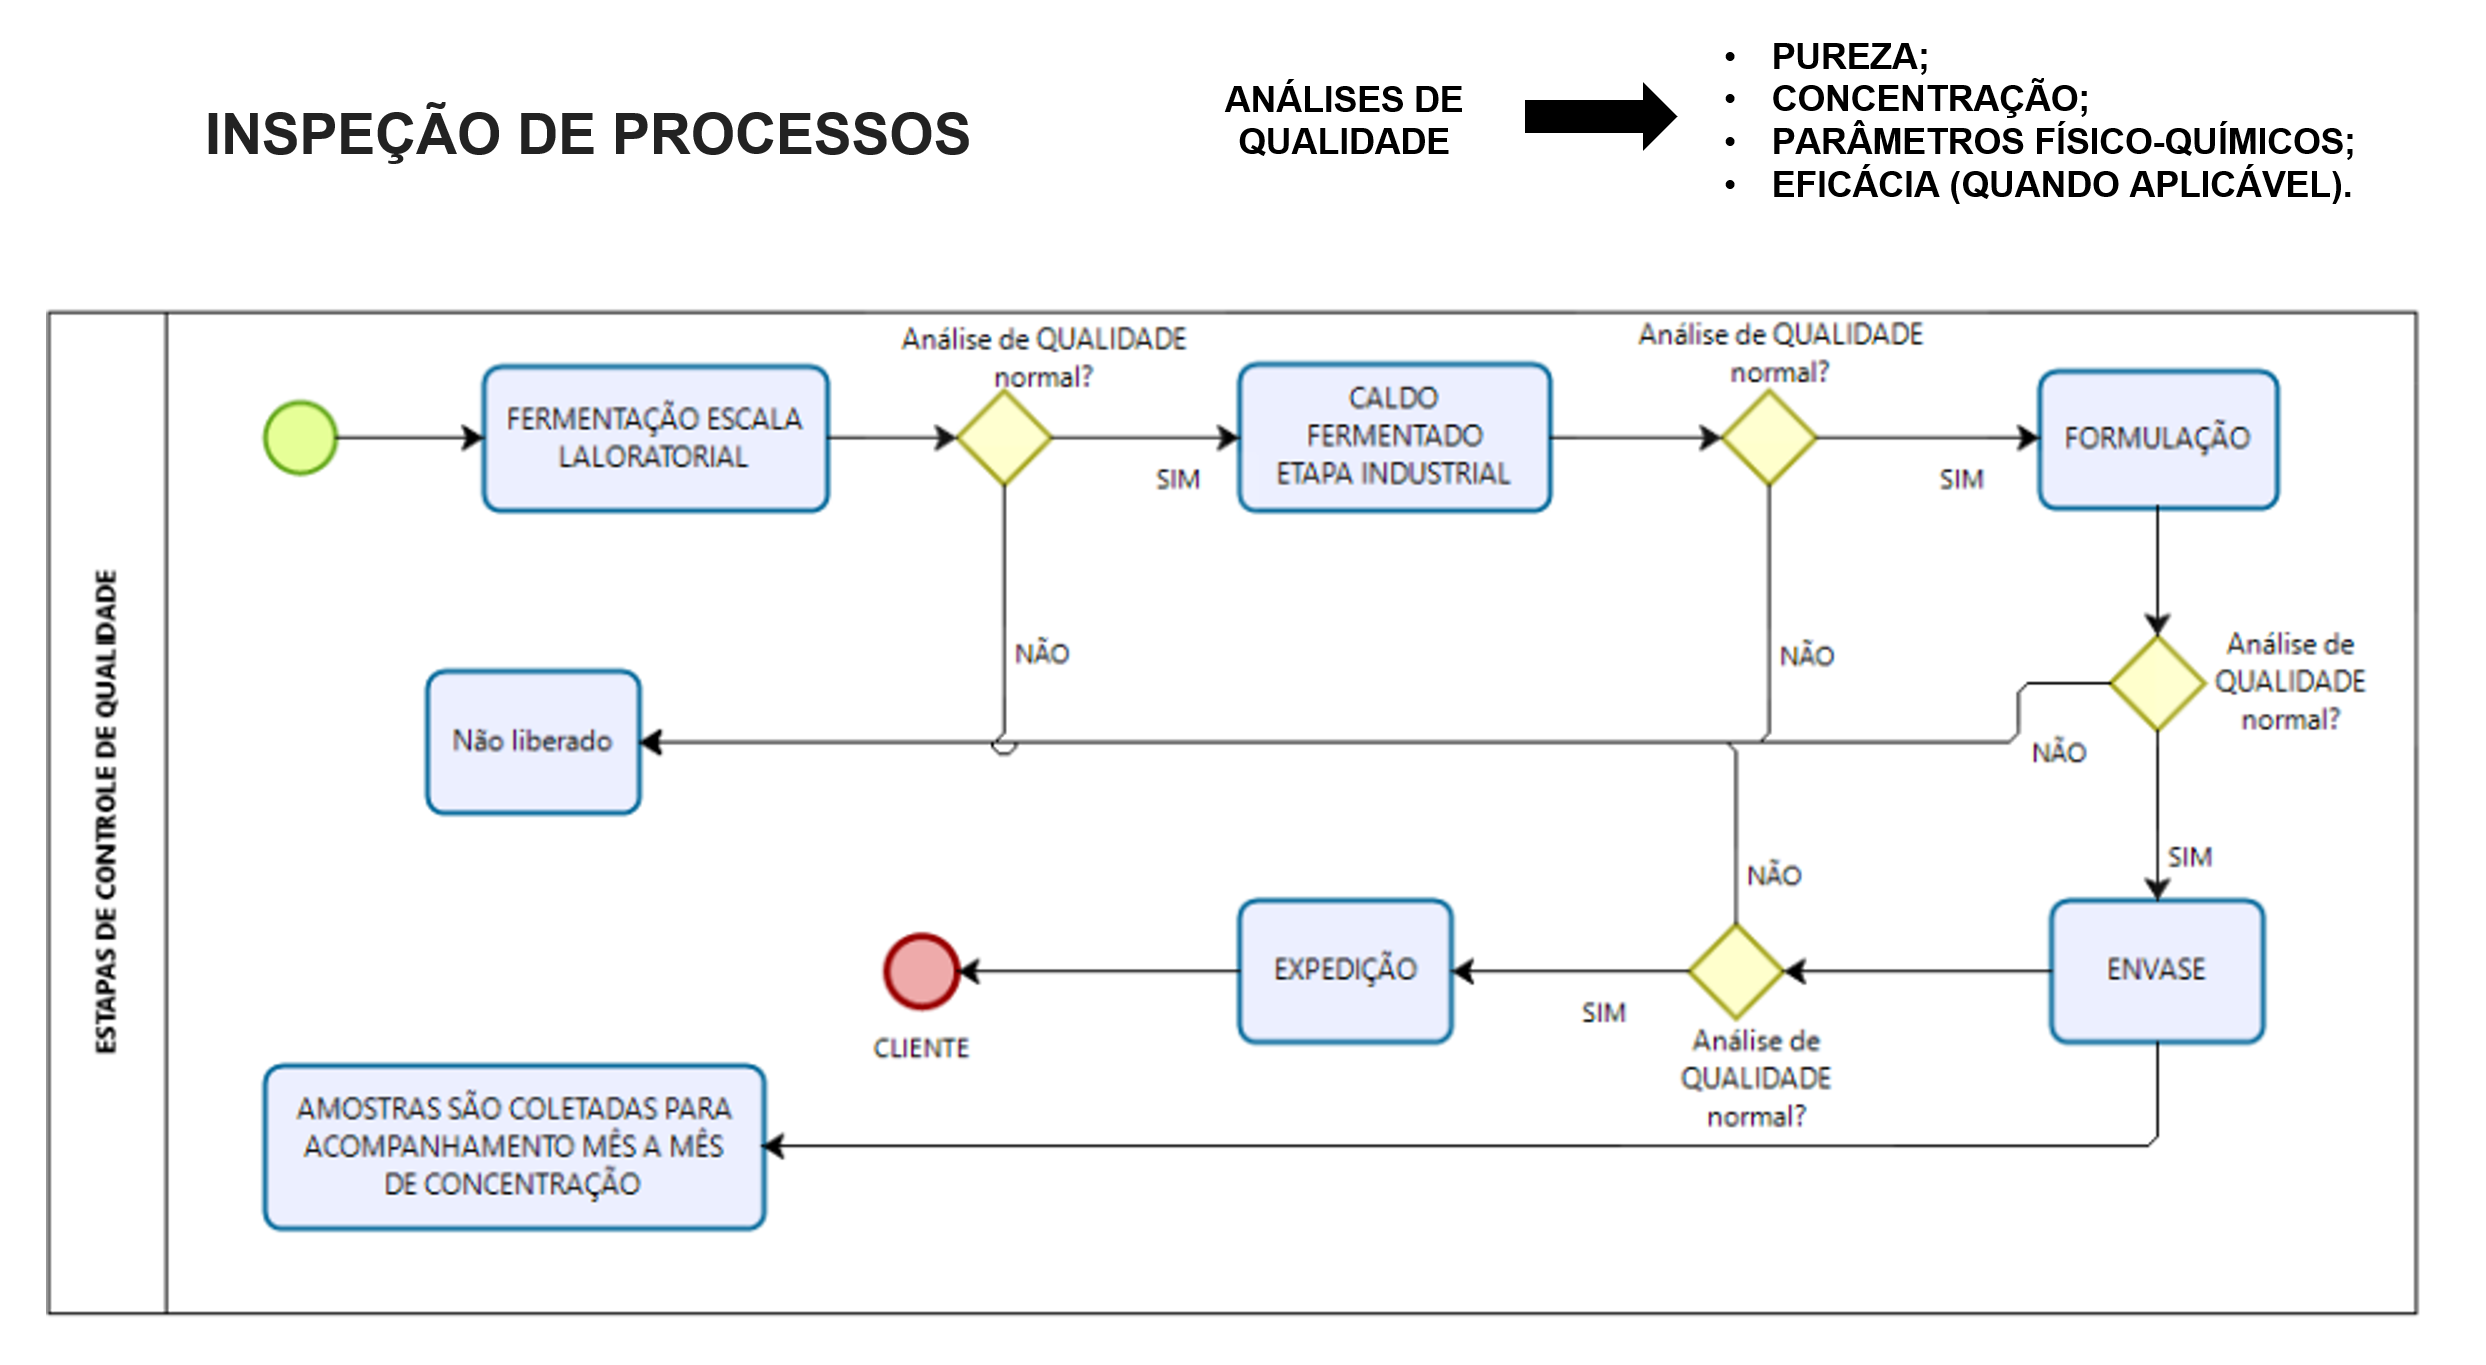 INSPEÇÃO DE PROCESSOS
ANÁLISES DE
QUALIDADE
• PUREZA;
• CONCENTRAÇÃO;
• PARÂMETROS FÍSICO-QUÍMICOS;
• EFICÁCIA (QUANDO APLICÁVEL).
ESTAPAS DE CONTROLE DE QUALIDADE
FERMENTAÇÃO ESCALA
LALORATORIAL
Análise de QUALIDADE
normal?
SIM
NÃO
CALDO
FERMENTADO
ETAPA INDUSTRIAL
Análise de QUALIDADE
normal?
SIM
NÃO
FORMULAÇÃO
Análise de
QUALIDADE
normal?
NÃO
SIM
Não liberado
ENVASE
NÃO
Análise de
QUALIDADE
normal?
SIM
EXPEDIÇÃO
CLIENTE
AMOSTRAS SÃO COLETADAS PARA
ACOMPANHAMENTO MÊS A MÊS
DE CONCENTRAÇÃO